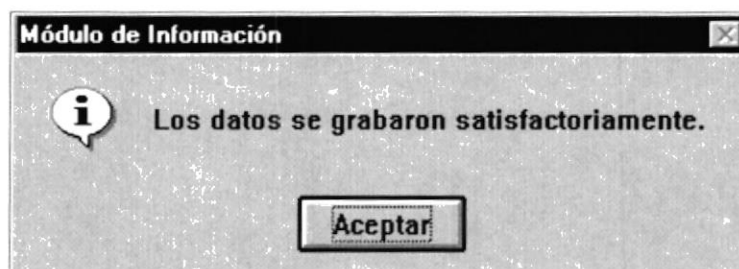 Módulo de Información
Los datos se grabaron satisfactoriamente.
Aceptar